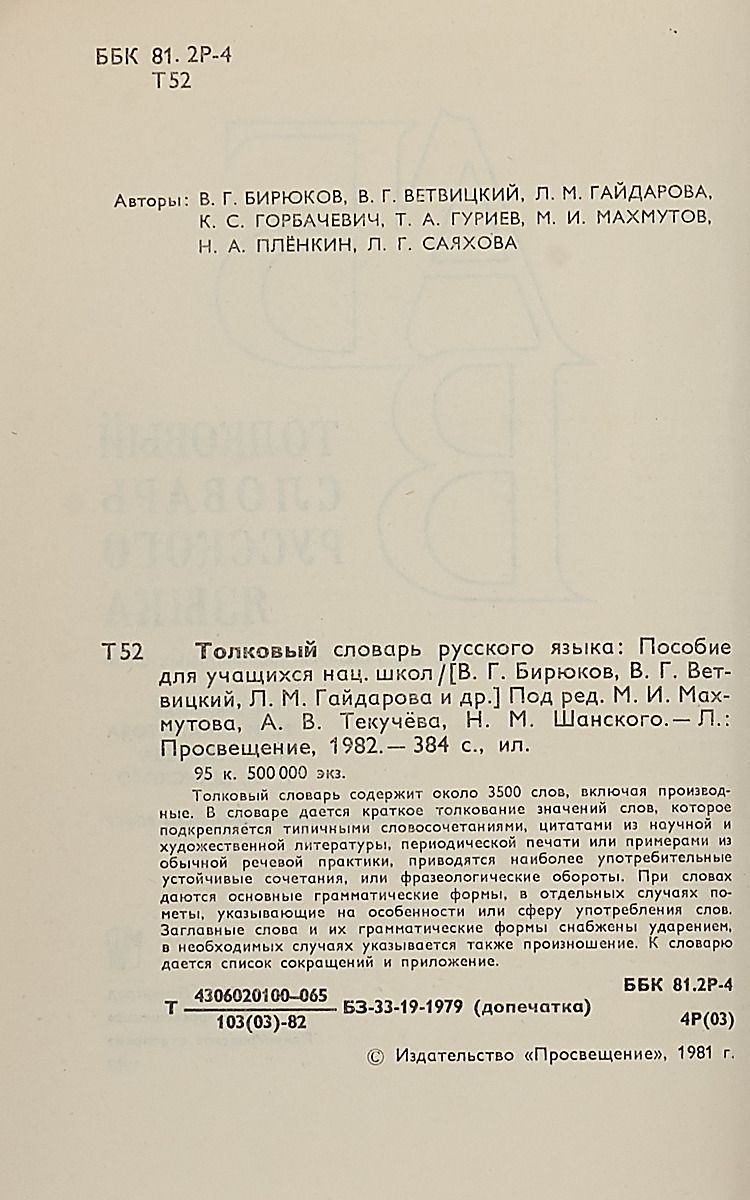 ББК 81. 2Р-4
Т52
Авторы: В. Г. БИРЮКОВ, В. Г. ВЕТВИЦКИЙ, Л. М. ГАЙДАРОВА,
К. С. ГОРБАЧЕВИЧ, Т. А. ГУРИЕВ, М. И. МАХМУТОВ,
Н. А. ПЛЁНКИН, Л. Г. САЯХОВА
ТОЛКОВЫЙ
СЛОВАРЬ
РУССКОГО
ЯЗЫКА
Т52 Толковый словарь русского языка: Пособие
для учащихся нац. школ/[В. Г. Бирюков, В. Г. Вет-
вицкий, Л. М. Гайдарова и др.] Под ред. М. И. Мах-
мутова, А. В. Текучёва, Н. М. Шанского.— Л.:
Просвещение, 1982.— 384 с., ил.
95 к. 500000 экз.
Толковый словарь содержит около 3500 слов, включая производ-
ные. В словаре дается краткое толкование значений слов, которое
подкрепляется типичными словосочетаниями, цитатами из научной и
художественной литературы, периодической печати или примерами из
обычной речевой практики, приводятся наиболее употребительные
устойчивые сочетания, или фразеологические обороты. При словах
даются основные грамматические формы, в отдельных случаях по-
меты, указывающие на особенности или сферу употребления слов.
Заглавные слова и их грамматические формы снабжены ударением,
в необходимых случаях указывается также произношение. К словарю
дается список сокращений и приложение.
Т 4306020100—065
103(03)-82
БЗ-33-19-1979 (допечатка)
ББК 81.2Р-4
4Р(03)
© Издательство «Просвещение», 1981 г.